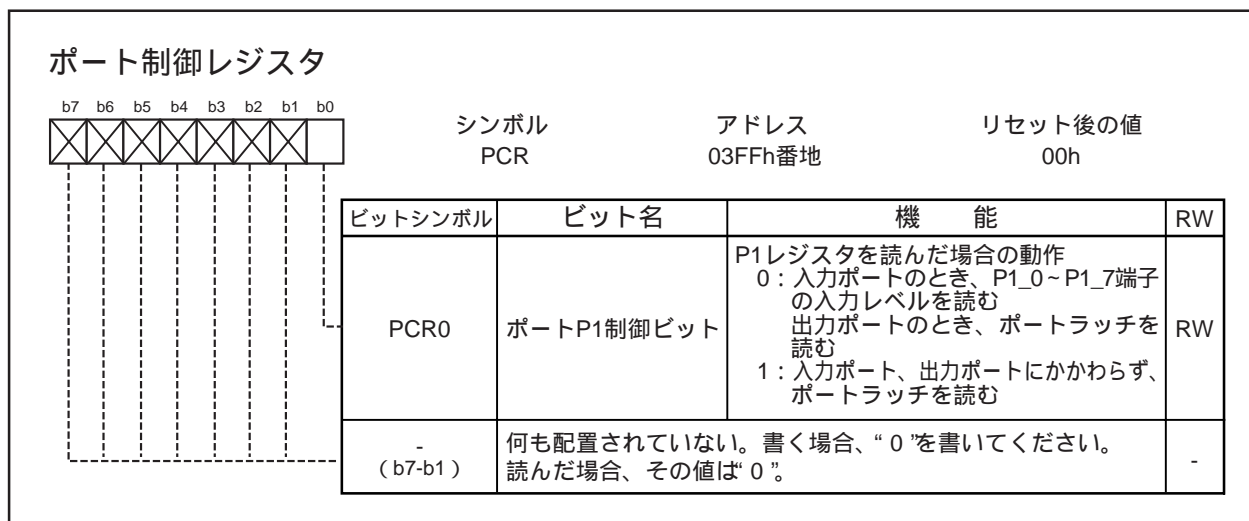 ポート制御レジスタ
b7 b6 b5 b4 b3 b2 b1 b0
シンボル アドレス リセット後の値
PCR 03FFh番地 00h
ビットシンボル ビット名 機 能 RW
PCR0 ポートP1制御ビット P1レジスタを読んだ場合の動作
0:入力ポートのとき、P1_0~P1_7端子
の入力レベルを読む
出力ポートのとき、ポートラッチを
読む
1:入力ポート、出力ポートにかかわらず、
ポートラッチを読む
RW
-
(b7-b1)
何も配置されていない。書く場合、“0”を書いてください。
読んだ場合、その値は“0”。
-